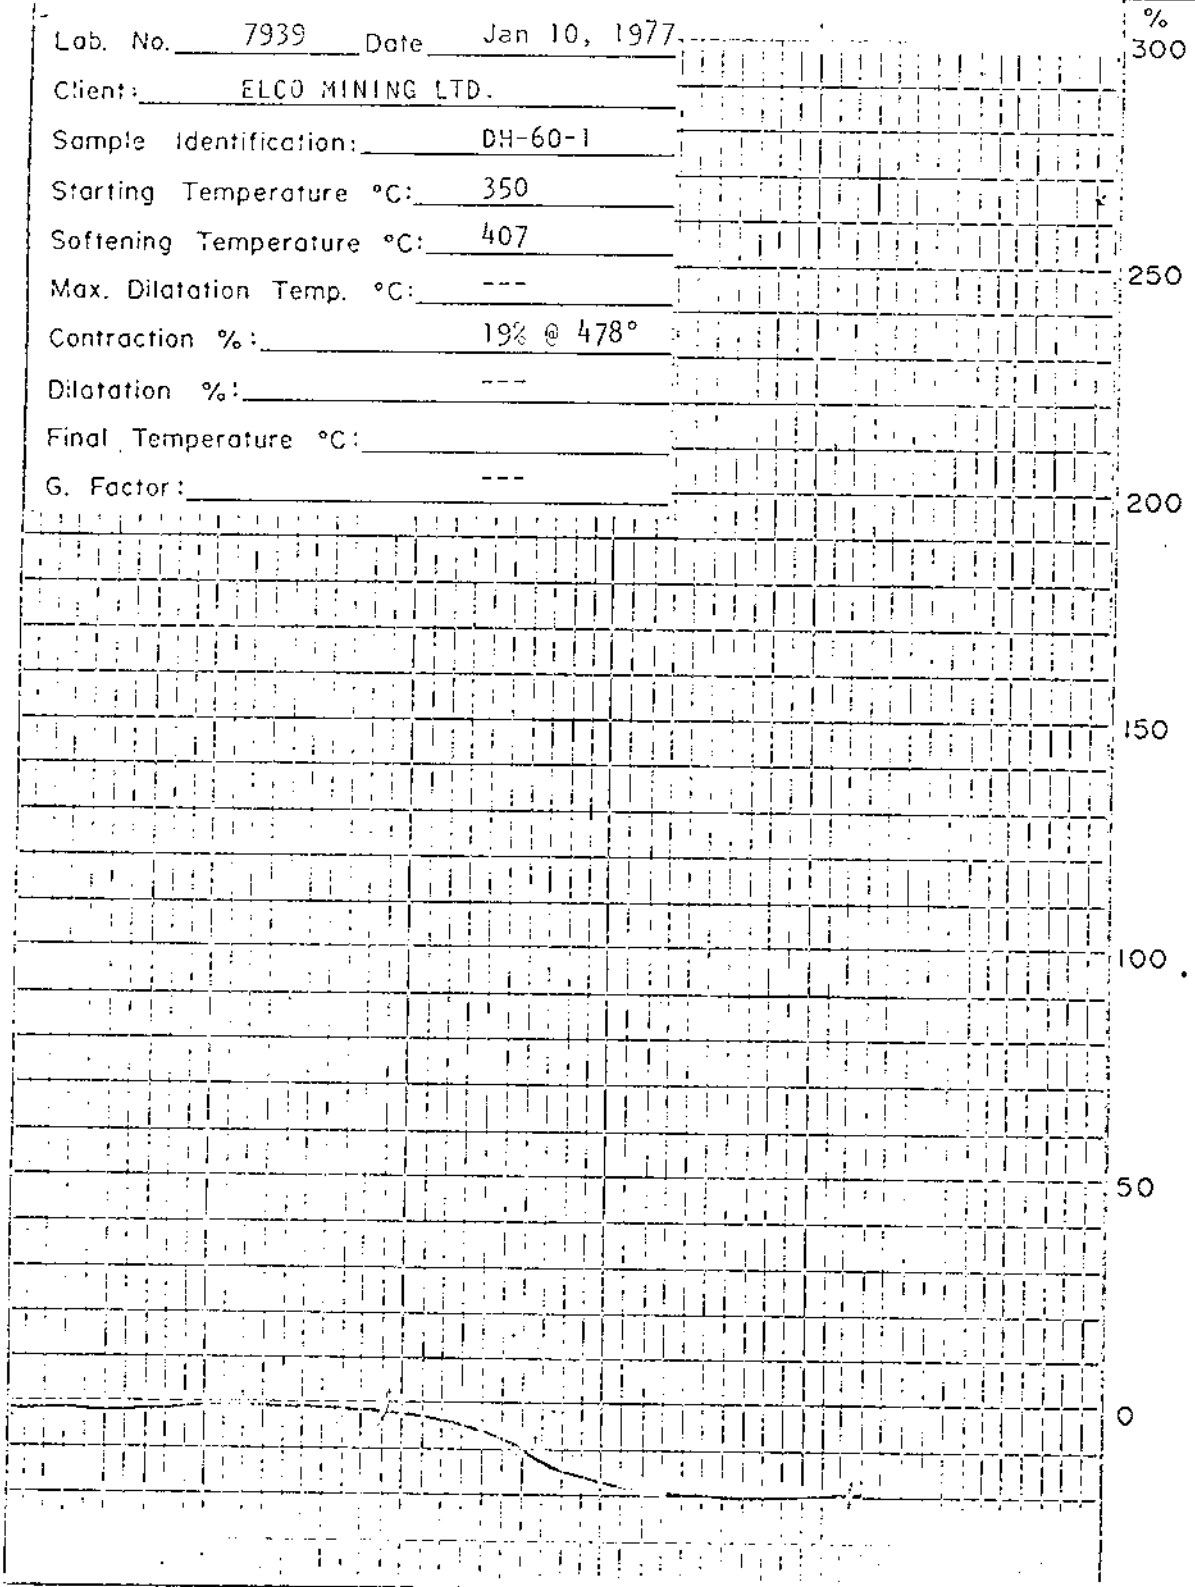 Lab. No. 7939 Date Jan 10, 1977
Client: ELCO MINING LTD.
Sample Identification: DH-60-1
Starting Temperature °C: 350
Softening Temperature °C: 407
Max. Dilatation Temp. °C: ---
Contraction %: 19% @ 478°
Dilatation %: ---
Final Temperature °C:
G. Factor: ---
%
300
250
200
150
100
50
0